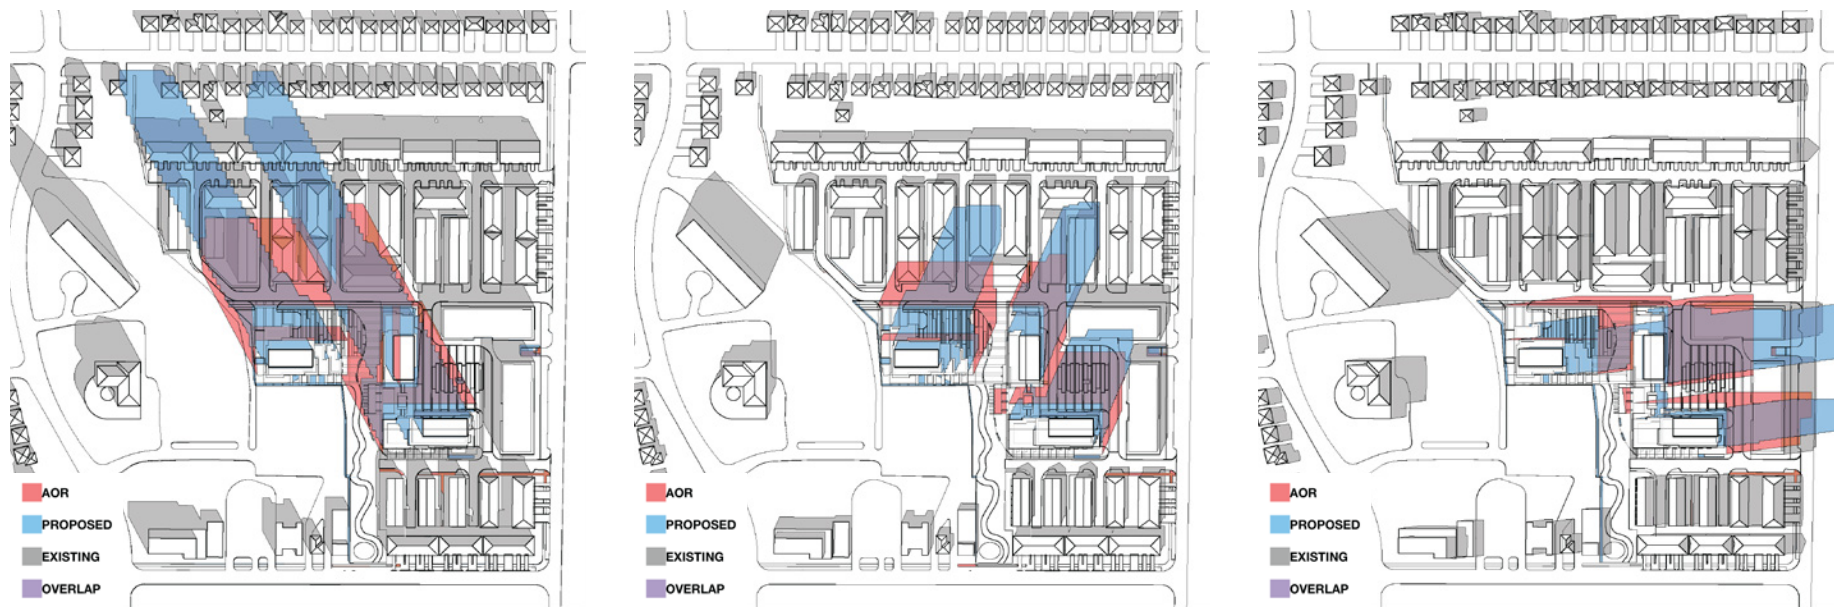 AOR
PROPOSED
EXISTING
OVERLAP
AOR
PROPOSED
EXISTING
OVERLAP
AOR
PROPOSED
EXISTING
OVERLAP